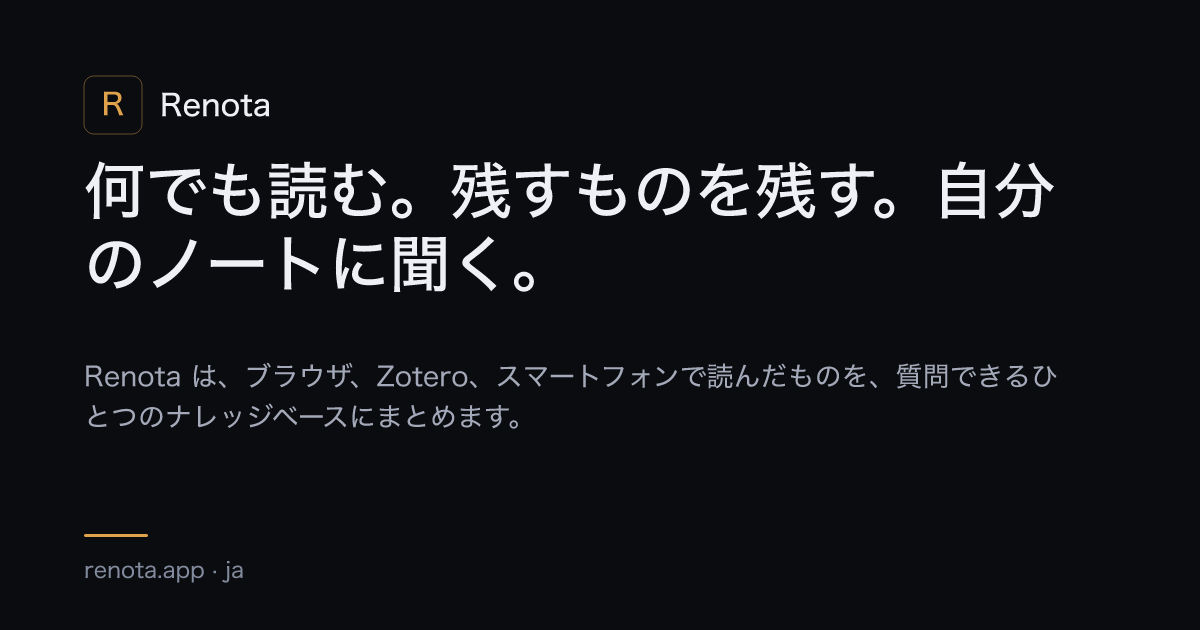 R
Renota
何でも読む。残すものを残す。自分
のノートに聞く。
Renota は、ブラウザ、Zotero、スマートフォンで読んだものを、質問できるひ
とつのナレッジベースにまとめます。
renota.app · ja